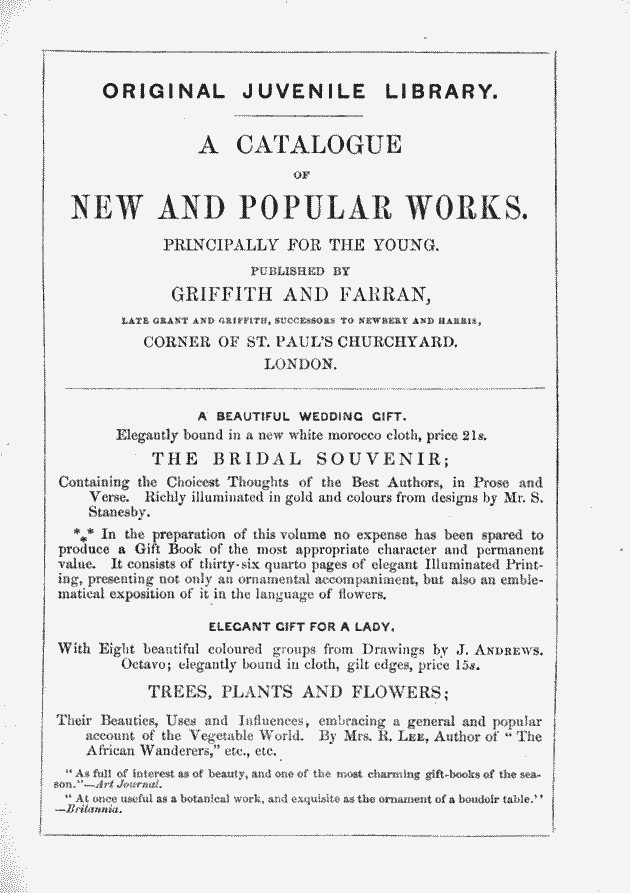 ORIGINAL JUVENILE LIBRARY.
A CATALOGUE
OF
NEW AND POPULAR WORKS.
PRINCIPALLY FOR THE YOUNG.
PUBLISHED BY
GRIFFITH AND FARRAN,
LATE GRANT AND GRIFFITH, SUCCESSORS TO NEWBERY AND HARRIS,
CORNER OF ST. PAUL'S CHURCHYARD.
LONDON.
A BEAUTIFUL WEDDING GIFT.
Elegantly bound in a new white morocco cloth, price 21s.
THE BRIDAL SOUVENIR;
Containing the Choicest Thoughts of the Best Authors, in Prose and
Verse. Richly illuminated in gold and colours from designs by Mr. S.
Stanesby.
*** In the preparation of this volume no expense has been spared to
produce a Gift Book of the most appropriate character and permanent
value. It consists of thirty-six quarto pages of elegant Illuminated Print-
ing, presenting not only an ornamental accompaniment, but also an emble-
matical exposition of it in the language of flowers.
ELEGANT GIFT FOR A LADY.
With Eight beautiful coloured groups from Drawings by J. ANDREWS.
Octavo; elegantly bound in cloth, gilt edges, price 15s.
TREES, PLANTS AND FLOWERS;
Their Beauties, Uses and Influences, embracing a general and popular
account of the Vegetable World. By Mrs. R. LEE, Author of "The
African Wanderers," etc., etc.
"As full of interest as of beauty, and one of the most charming gift-books of the sea-
son."—Art Journal.
"At once useful as a botanical work, and exquisite as the ornament of a boudoir table."
—Britannia.